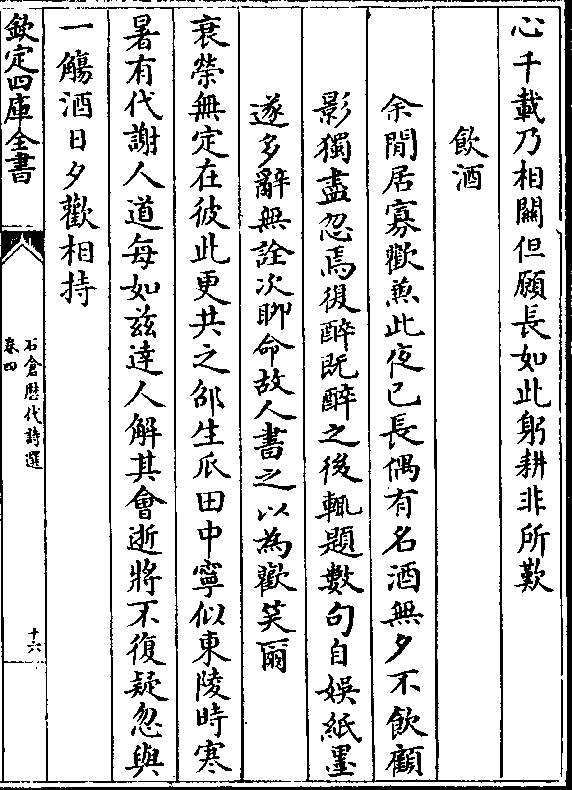 心千載乃相關但願長如此躬耕非所歎
飲酒
余閒居寡歡兼此夜已長偶有名酒無夕不飲顧
影獨盡忽焉復醉既醉之後輒題數句自娛紙墨
遂多辭無詮次聊命故人書之以為歡笑爾
衰榮無定在彼此更共之邵生瓜田中寧似東陵時寒
暑有代謝人道每如茲達人解其會逝將不復疑忽與
一觴酒日夕歡相持
欽定四庫全書
石倉歷代詩選
卷四
十六